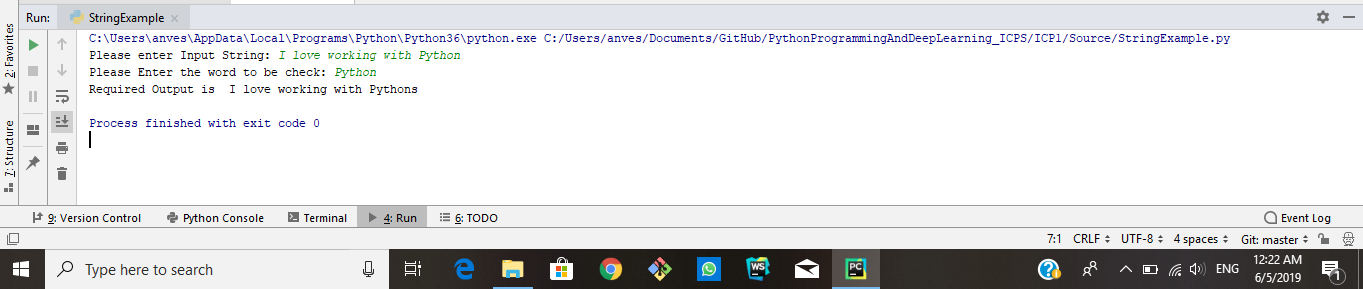 Run: StringExample
2: Favorites
7: Structure
C:\Users\anves\AppData\Local\Programs\Python\Python36\python.exe C:/Users/anves/Documents/GitHub/PythonProgrammingAndDeepLearning_ICPS/ICP1/Source/StringExample.py
Please enter Input String: I love working with Python
Please Enter the word to be check: Python
Required Output is  I love working with Pythons
Process finished with exit code 0
9: Version Control Python Console Terminal 4: Run 6: TODO Event Log
7:1 CRLF UTF-8 4 spaces Git: master
Type here to search WS PC ENG 12:22 AM
6/5/2019 1